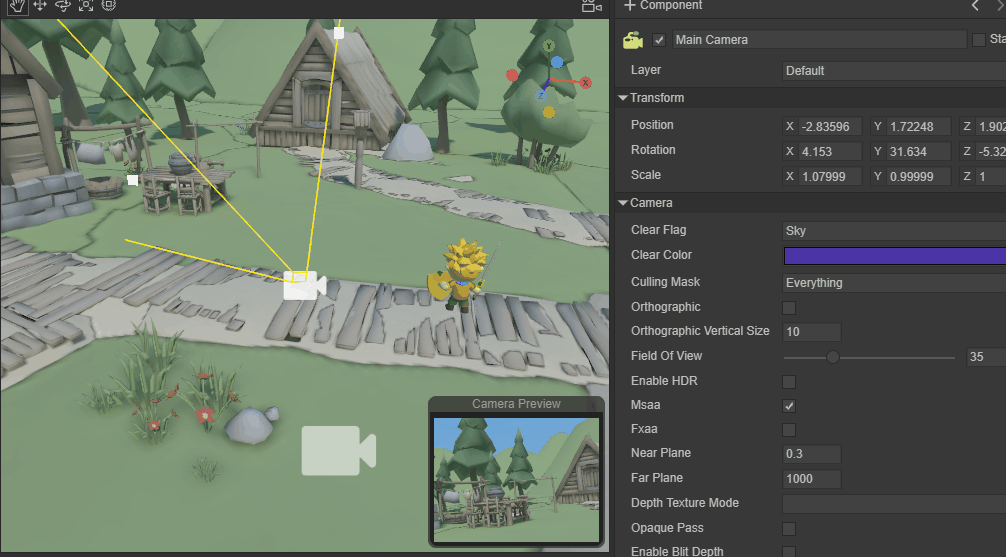 Component
Main Camera
Layer Default
Transform
Position X -2.83596 Y 1.72248 Z 1.902
Rotation X 4.153 Y 31.634 Z -5.32
Scale X 1.07999 Y 0.99999 Z 1
Camera
Clear Flag Sky
Clear Color
Culling Mask Everything
Orthographic
Orthographic Vertical Size 10
Field Of View 35
Enable HDR
Msaa
Fxaa
Near Plane 0.3
Far Plane 1000
Depth Texture Mode
Opaque Pass
Enable Blit Depth
Y
X
Z
Camera Preview